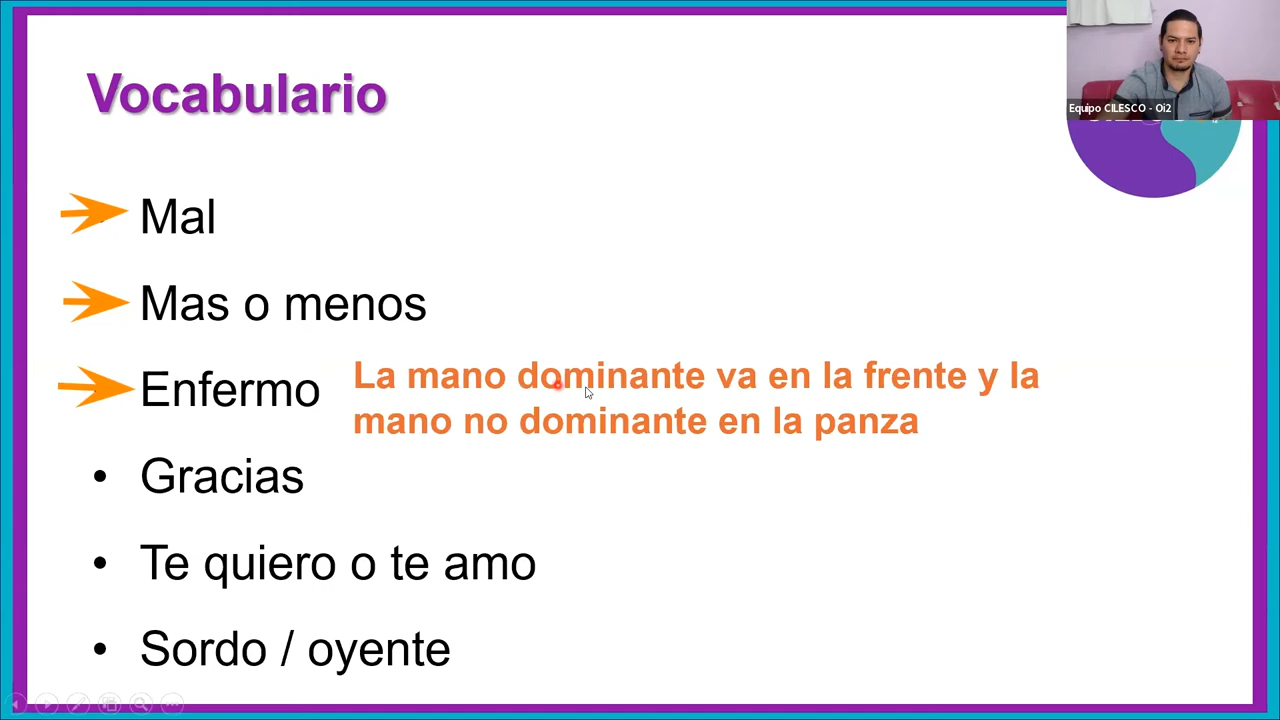 Vocabulario
Equipo CILESCO - Oi2
Mal
Mas o menos
Enfermo
La mano dominante va en la frente y la
mano no dominante en la panza
Gracias
Te quiero o te amo
Sordo / oyente